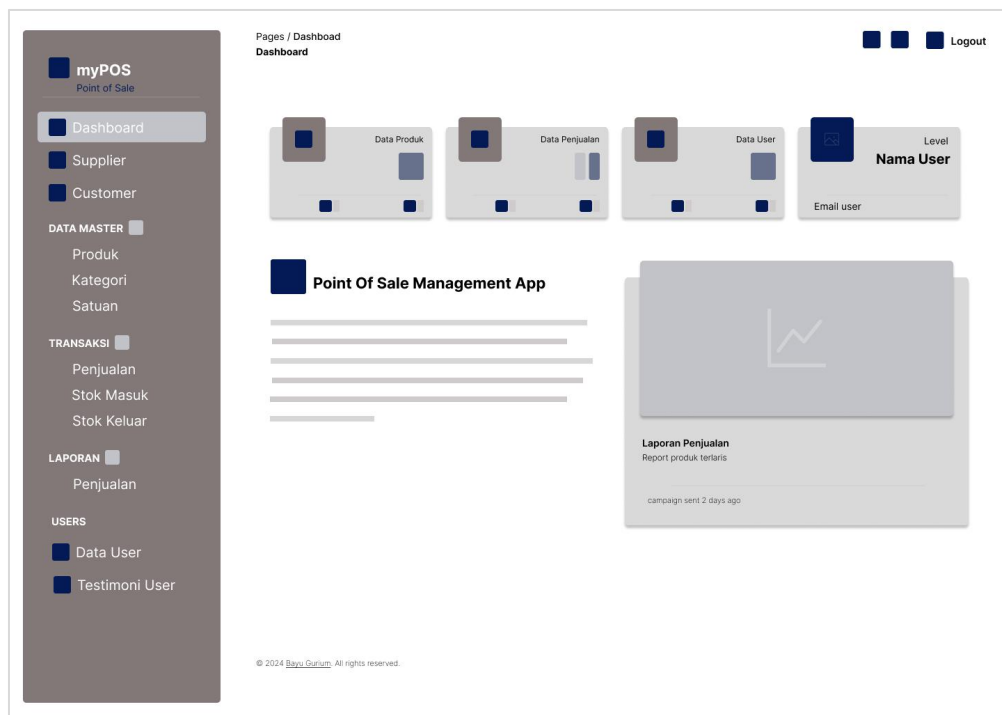 myPOS
Point of Sale
Dashboard
Supplier
Customer
DATA MASTER
Produk
Kategori
Satuan
TRANSAKSI
Penjualan
Stok Masuk
Stok Keluar
LAPORAN
Penjualan
USERS
Data User
Testimoni User
Pages / Dashboad
Dashboard
Logout
Data Produk
Data Penjualan
Data User
Level
Nama User
Email user
Point Of Sale Management App
Laporan Penjualan
Report produk terlaris
campaign sent 2 days ago
© 2024 Bayu Gurium. All rights reserved.